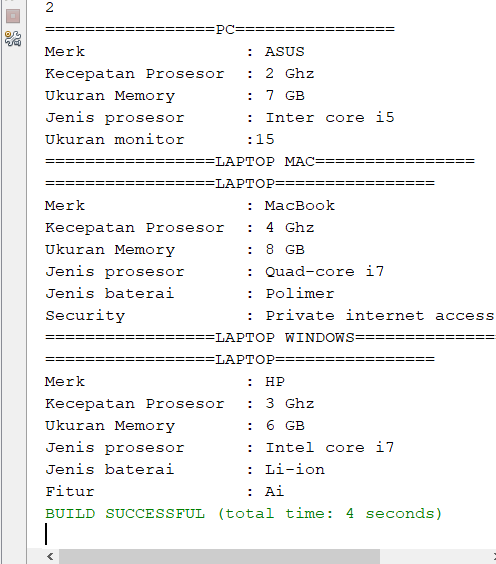 2
=================PC================
Merk                : ASUS
Kecepatan Prosesor  : 2 Ghz
Ukuran Memory       : 7 GB
Jenis prosesor      : Inter core i5
Ukuran monitor      :15
=================LAPTOP MAC================
=================LAPTOP================
Merk                : MacBook
Kecepatan Prosesor  : 4 Ghz
Ukuran Memory       : 8 GB
Jenis prosesor      : Quad-core i7
Jenis baterai       : Polimer
Security            : Private internet access
=================LAPTOP WINDOWS==============
=================LAPTOP================
Merk                : HP
Kecepatan Prosesor  : 3 Ghz
Ukuran Memory       : 6 GB
Jenis prosesor      : Intel core i7
Jenis baterai       : Li-ion
Fitur               : Ai
BUILD SUCCESSFUL (total time: 4 seconds)